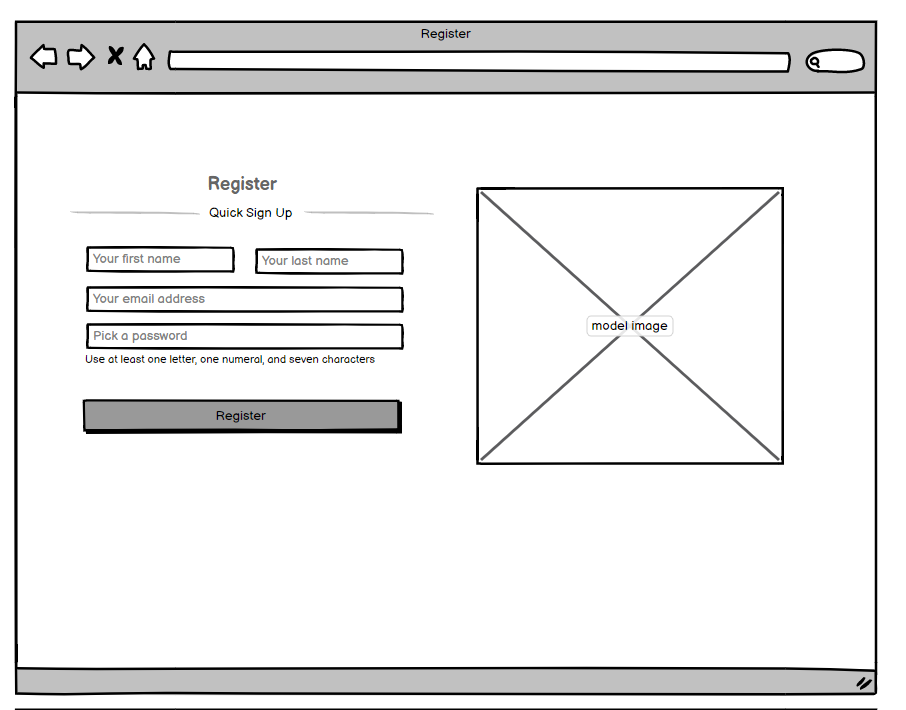 Register
Register
Quick Sign Up
Your first name
Your last name
Your email address
Pick a password
Use at least one letter, one numeral, and seven characters
Register
model image